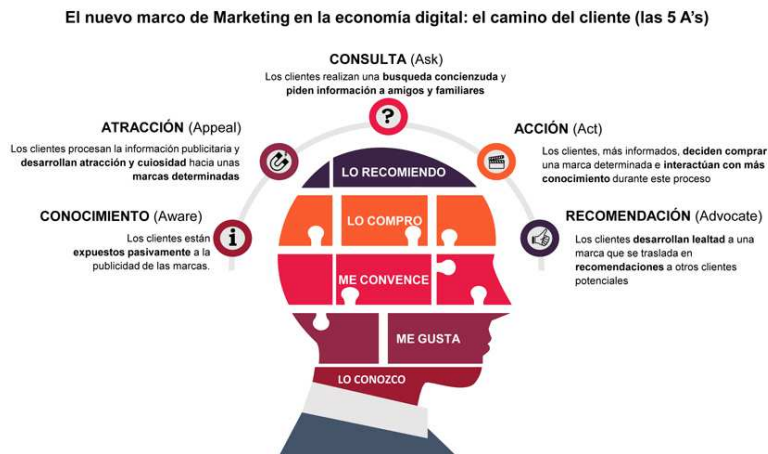 El nuevo marco de Marketing en la economía digital: el camino del cliente (las 5 A's)
CONSULTA (Ask)
Los clientes realizan una busqueda concienzuda y
piden información a amigos y familiares
?
ATRACCIÓN (Appeal)
Los clientes procesan la información publicitaria y
desarrollan atracción y cuiosidad hacia unas
marcas determinadas
ACCIÓN (Act)
Los clientes, más informados, deciden comprar
una marca determinada e interactúan con más
conocimiento durante este proceso
CONOCIMIENTO (Aware)
Los clientes están
expuestos pasivamente a la
publicidad de las marcas.
i
RECOMENDACIÓN (Advocate)
Los clientes desarrollan lealtad a una
marca que se traslada en
recomendaciones a otros clientes
potenciales
LO RECOMIENDO
LO COMPRO
ME CONVENCE
ME GUSTA
LO CONOZCO